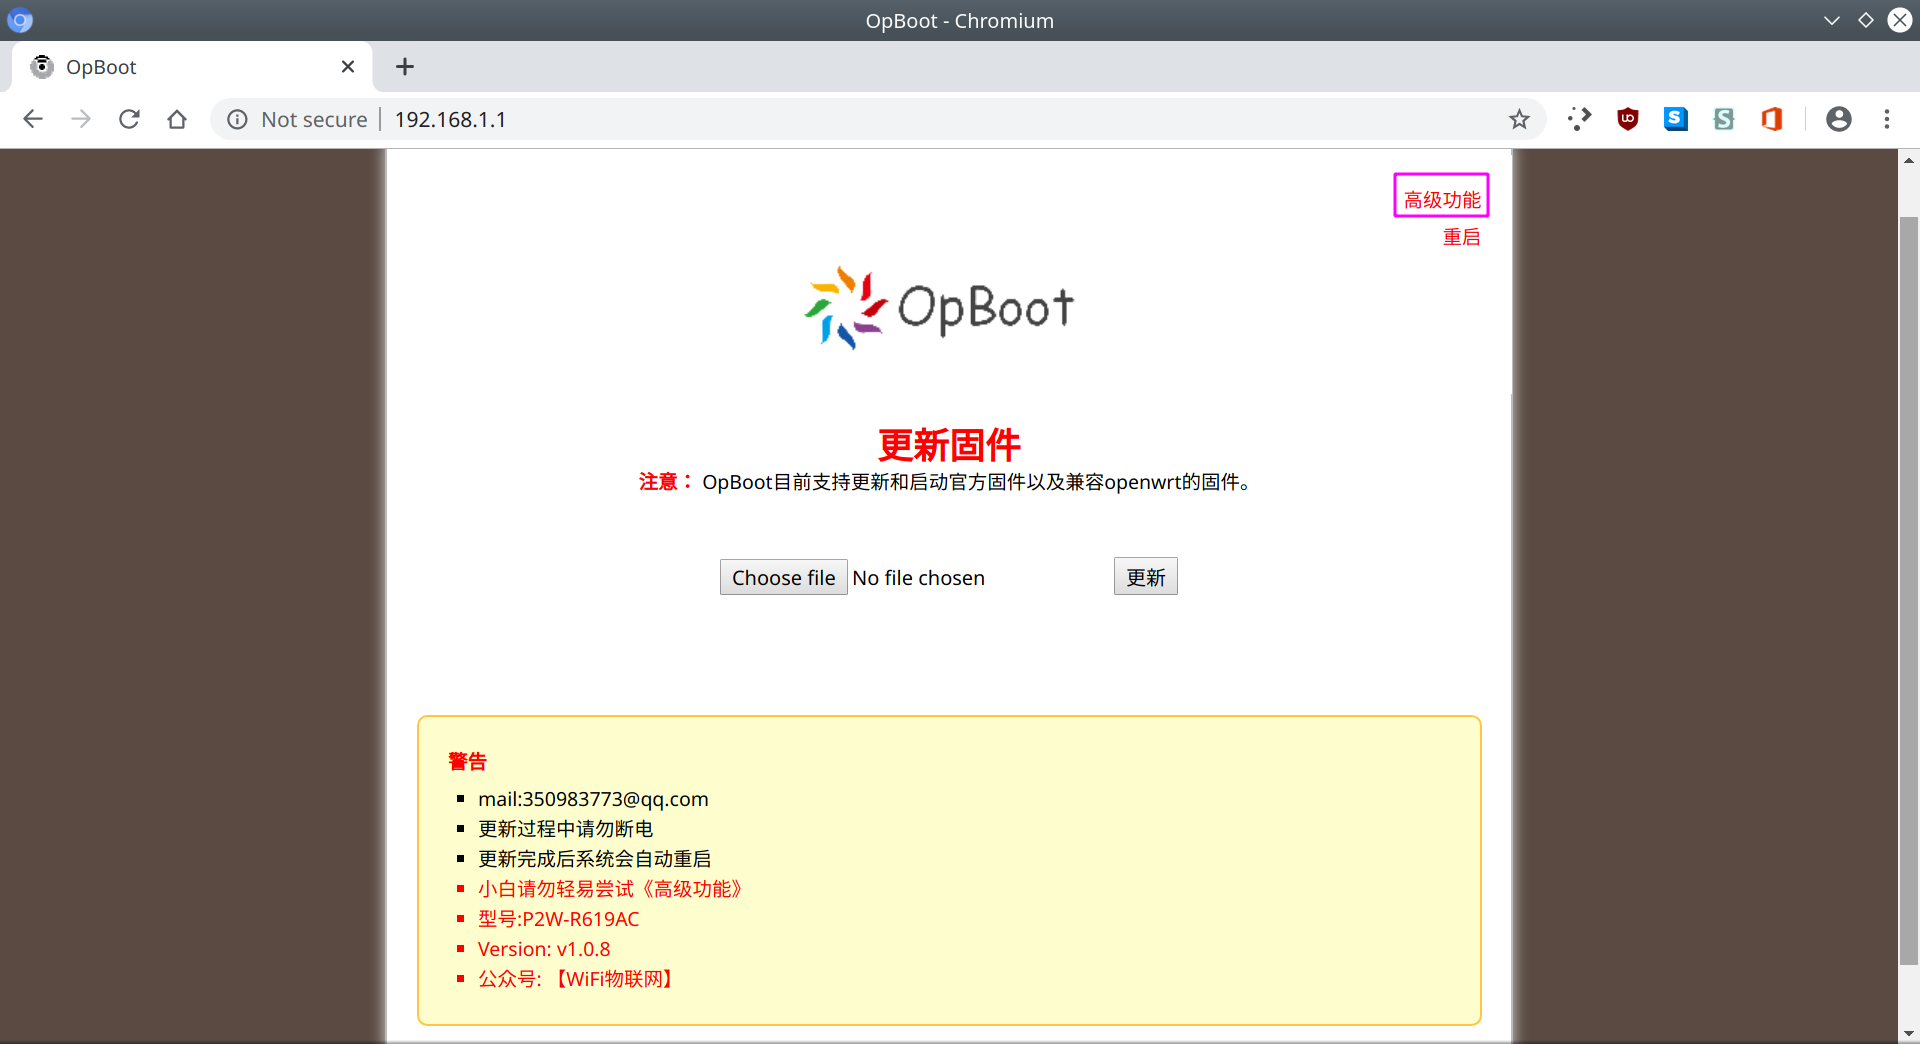 OpBoot - Chromium
OpBoot
Not secure 192.168.1.1
高级功能
重启
OpBoot
更新固件
注意： OpBoot目前支持更新和启动官方固件以及兼容openwrt的固件。
Choose file No file chosen 更新
警告
mail:350983773@qq.com
更新过程中请勿断电
更新完成后系统会自动重启
小白请勿轻易尝试《高级功能》
型号:P2W-R619AC
Version: v1.0.8
公众号: 【WiFi物联网】